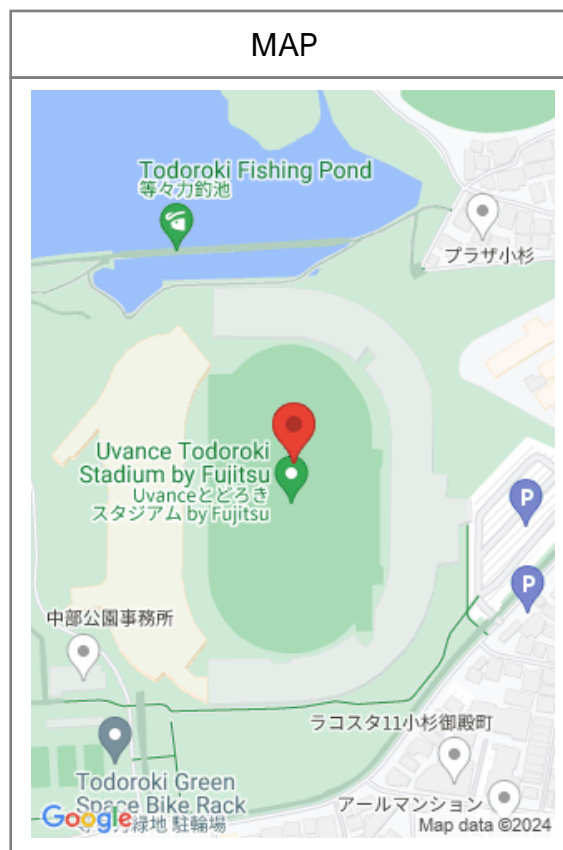 MAP
Todoroki Fishing Pond
等々力釣池
プラザ小杉
Uvance Todoroki
Stadium by Fujitsu
Uvanceとどろき
スタジアム by Fujitsu
P
P
中部公園事務所
ラコスタ11小杉御殿町
Todoroki Green
Space Bike Rack
緑地 駐輪場
アールマンション
Google
Map data ©2024